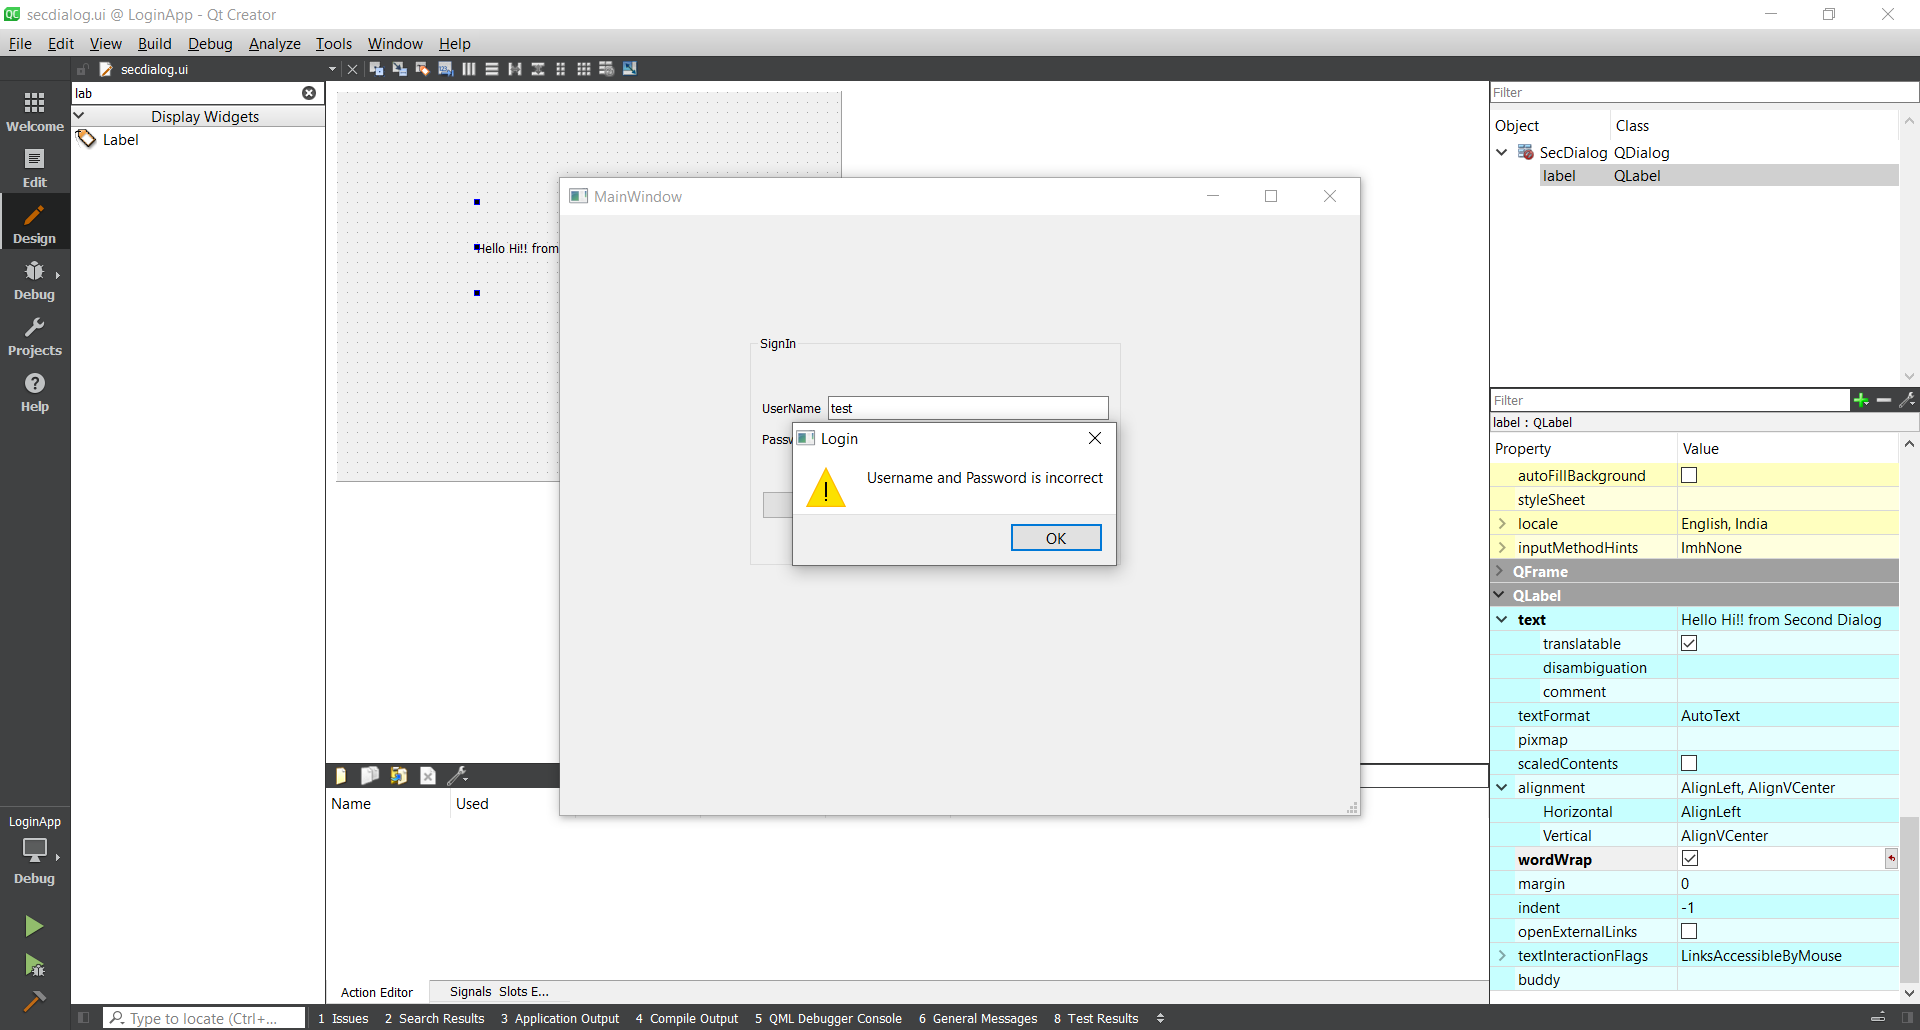 secdialog.ui @ LoginApp - Qt Creator
File Edit View Build Debug Analyze Tools Window Help
secdialog.ui
lab
Display Widgets
Label
Welcome
Edit
Design
Debug
Projects
Help
LoginApp
Debug
Hello Hi!! from
MainWindow
SignIn
UserName test
Passw
Login
Username and Password is incorrect
OK
Name Used
Action Editor Signals Slots E...
Filter
Object Class
SecDialog QDialog
label QLabel
Filter
label : QLabel
Property Value
autoFillBackground
styleSheet
locale English, India
inputMethodHints ImhNone
QFrame
QLabel
text Hello Hi!! from Second Dialog
translatable
disambiguation
comment
textFormat AutoText
pixmap
scaledContents
alignment AlignLeft, AlignVCenter
Horizontal AlignLeft
Vertical AlignVCenter
wordWrap
margin 0
indent -1
openExternalLinks
textInteractionFlags LinksAccessibleByMouse
buddy
Type to locate (Ctrl+... 1 Issues 2 Search Results 3 Application Output 4 Compile Output 5 QML Debugger Console 6 General Messages 8 Test Results